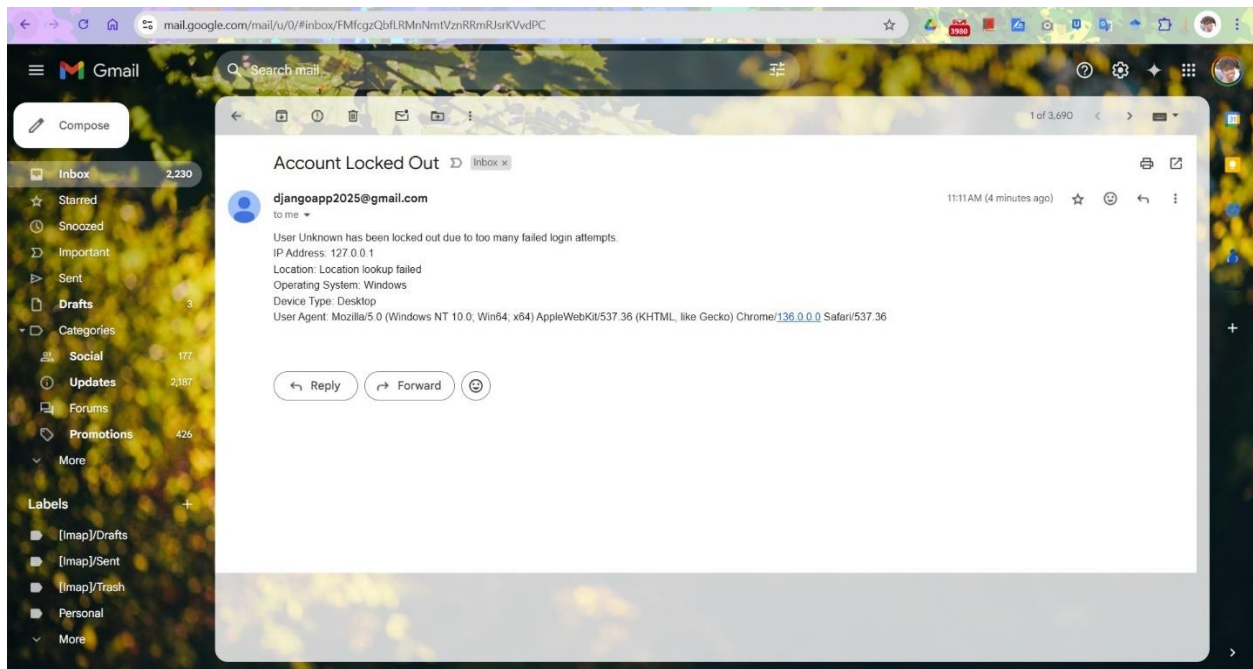 mail.google.com/mail/u/0/#inbox/FMfcgzQbfLRMnNmtVznRRmRJsrKVvdPC
3980
Gmail
Search mail
Compose
1 of 3,690
Inbox 2,230
Starred
Snoozed
Important
Sent
Drafts 3
Categories
Social 177
Updates 2,187
Forums
Promotions 426
More
Labels
[Imap]/Drafts
[Imap]/Sent
[Imap]/Trash
Personal
More
Account Locked Out Inbox x
djangoapp2025@gmail.com 11:11 AM (4 minutes ago)
to me
User Unknown has been locked out due to too many failed login attempts.
IP Address: 127.0.0.1
Location: Location lookup failed
Operating System: Windows
Device Type: Desktop
User Agent: Mozilla/5.0 (Windows NT 10.0; Win64; x64) AppleWebKit/537.36 (KHTML, like Gecko) Chrome/136.0.0.0 Safari/537.36
Reply Forward